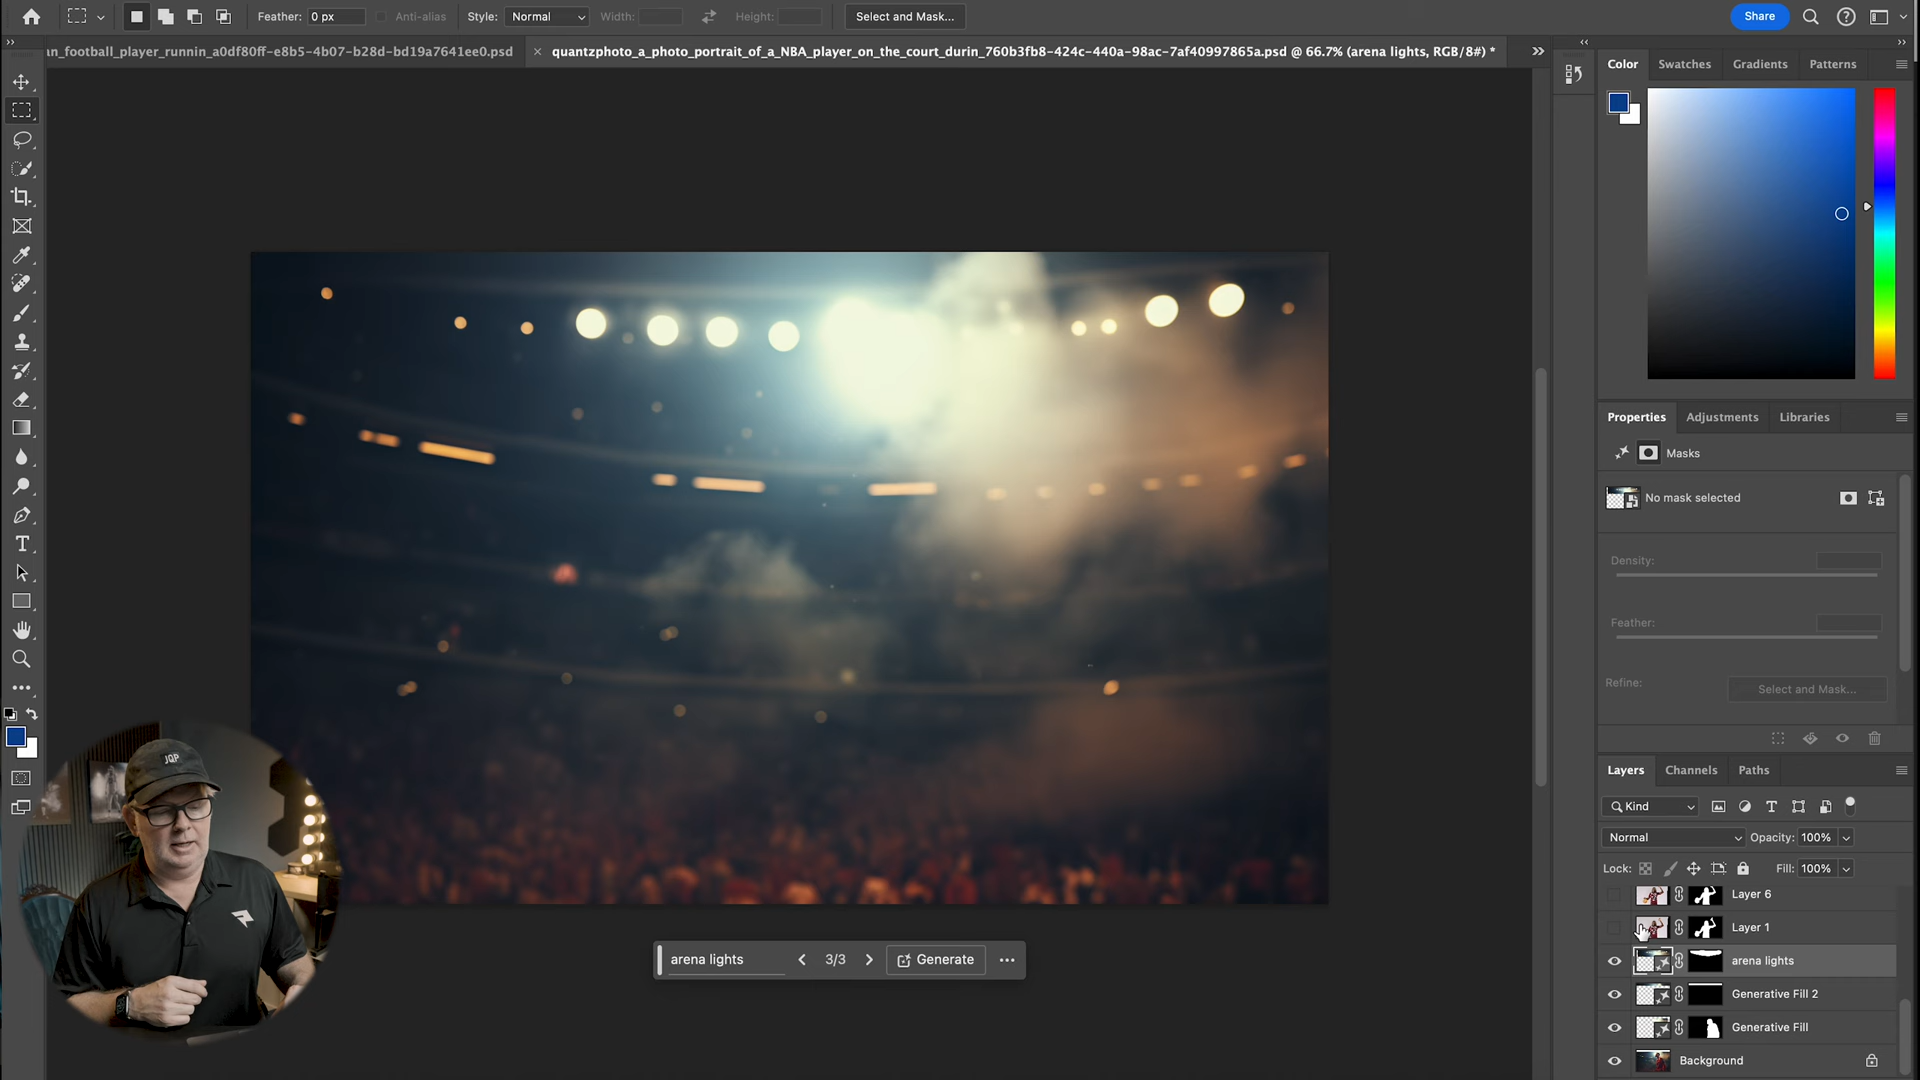 Feather: 0 px Anti-alias Style: Normal Width: Height: Select and Mask... Share
an_football_player_runnin_a0df80ff-e8b5-4b07-b28d-bd19a7641ee0.psd × quantzphoto_a_photo_portrait_of_a_NBA_player_on_the_court_durin_760b3fb8-424c-440a-98ac-7af40997865a.psd @ 66.7% (arena lights, RGB/8#) *
Color Swatches Gradients Patterns
Properties Adjustments Libraries
Masks
No mask selected
Density:
Feather:
Refine: Select and Mask...
Layers Channels Paths
Kind
Normal Opacity: 100%
Lock: Fill: 100%
Layer 6
Layer 1
arena lights
Generative Fill 2
Generative Fill
Background
arena lights 3/3 Generate
JQP